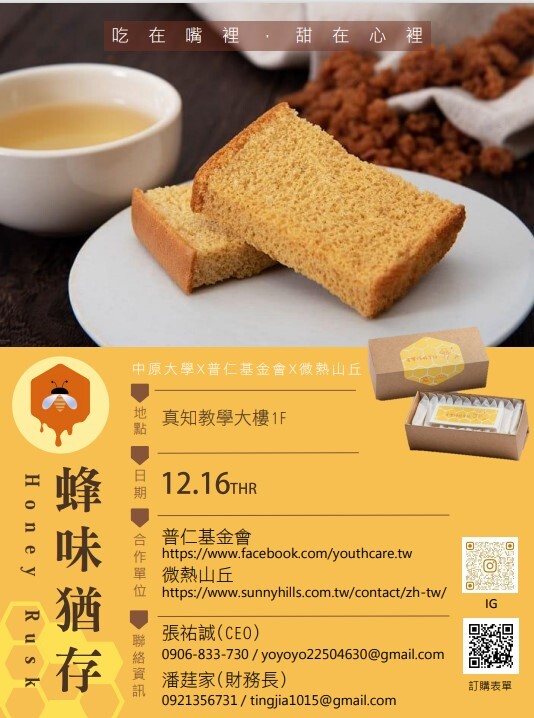 吃在嘴裡．甜在心裡
中原大學X普仁基金會X微熱山丘
地點
真知教學大樓1F
日期
12.16THR
合作單位
普仁基金會
https://www.facebook.com/youthcare.tw
微熱山丘
https://www.sunnyhills.com.tw/contact/zh-tw/
聯絡資訊
張祐誠(CEO)
0906-833-730 / yoyoyo22504630@gmail.com
潘莛家(財務長)
0921356731 / tingjia1015@gmail.com
蜂味猶存
Honey Rusk
IG
訂購表單